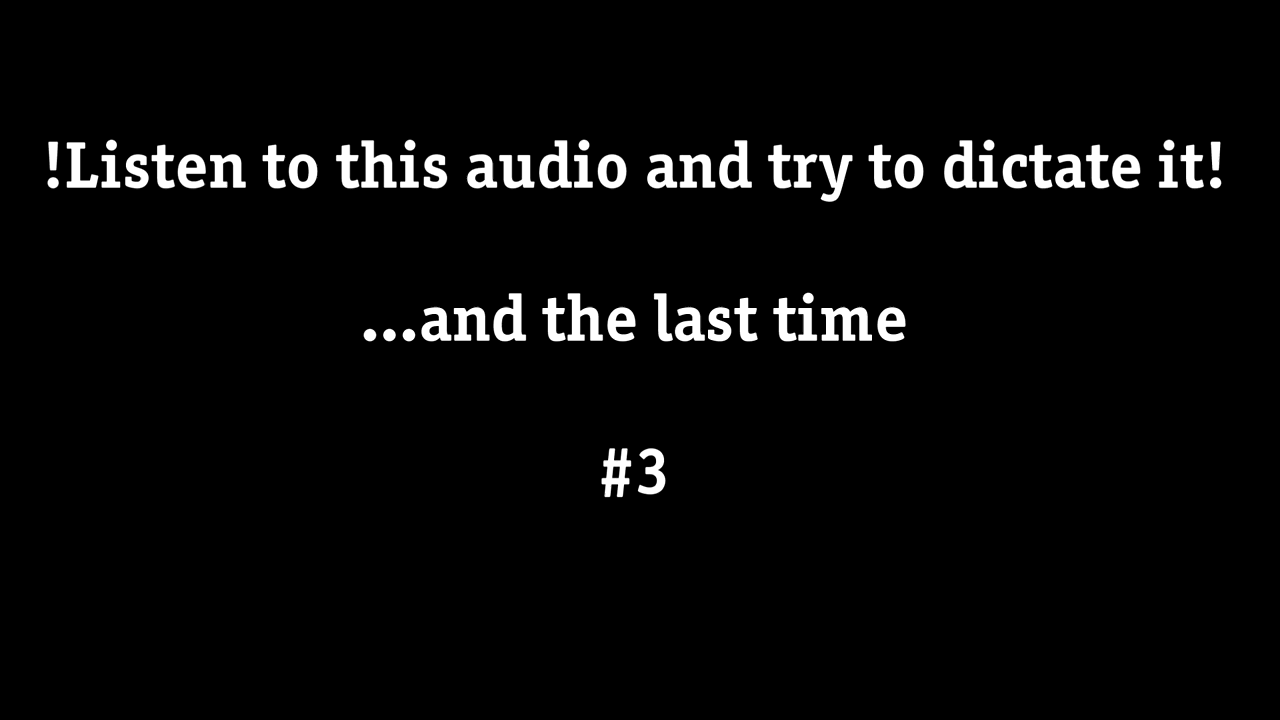 !Listen to this audio and try to dictate it!
...and the last time
#3